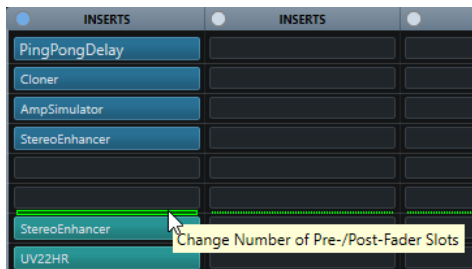 INSERTS INSERTS
PingPongDelay
Cloner
AmpSimulator
StereoEnhancer
StereoEnhancer
Change Number of Pre-/Post-Fader Slots
UV22HR